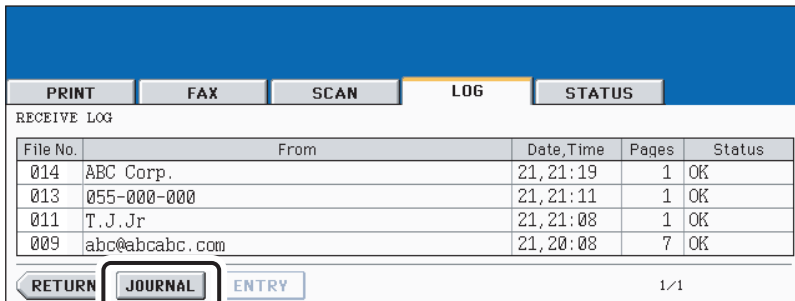 PRINT FAX SCAN LOG STATUS
RECEIVE LOG
File No. From Date,Time Pages Status
014 ABC Corp. 21,21:19 1 OK
013 055-000-000 21,21:11 1 OK
011 T.J.Jr 21,21:08 1 OK
009 abc@abcabc.com 21,20:08 7 OK
RETURN JOURNAL ENTRY 1/1